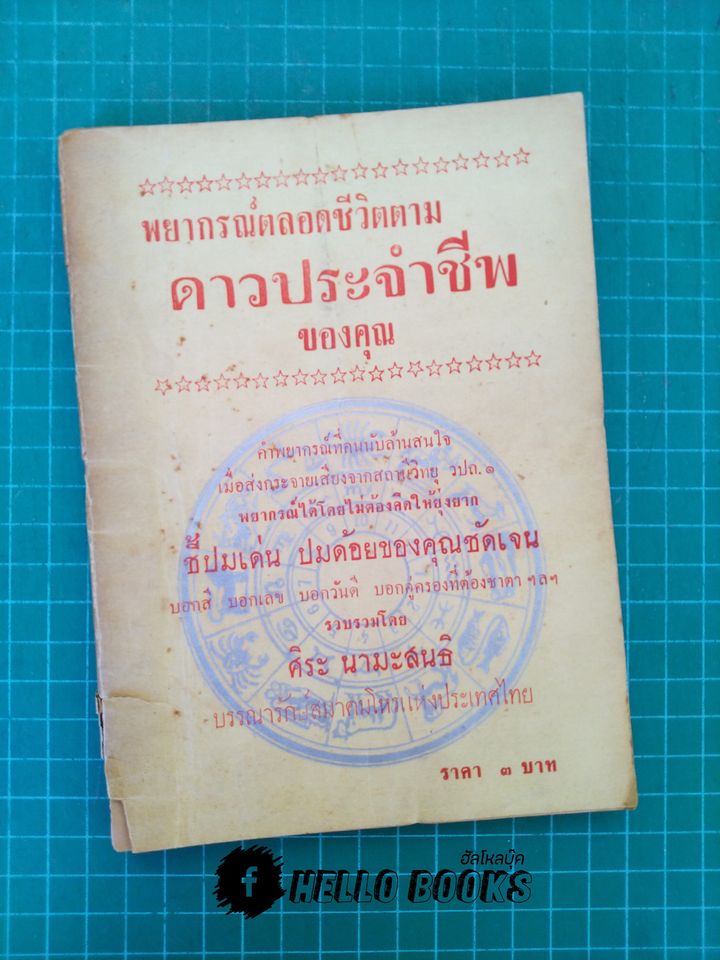 พยากรณ์ตลอดชีวิตตาม
ดาวประจำชีพ
ของคุณ
คำพยากรณ์ที่คนนับล้านสนใจ
เมื่อส่งกระจายเสียงจากสถานีวิทยุ วปถ.๑
พยากรณ์ได้โดยไม่ต้องคิดให้ยุ่งยาก
ชี้ปมเด่น ปมด้อยของคุณชัดเจน
บอกสี บอกเลข บอกวันดี บอกคู่ครองที่ต้องชาตา ฯลฯ
รวบรวมโดย
ศิระ นามะสนธิ
บรรณารักษ์สมาคมโหรแห่งประเทศไทย
ราคา ๓ บาท
ฮัลโหลบุ๊ค
f HELLO BOOKS